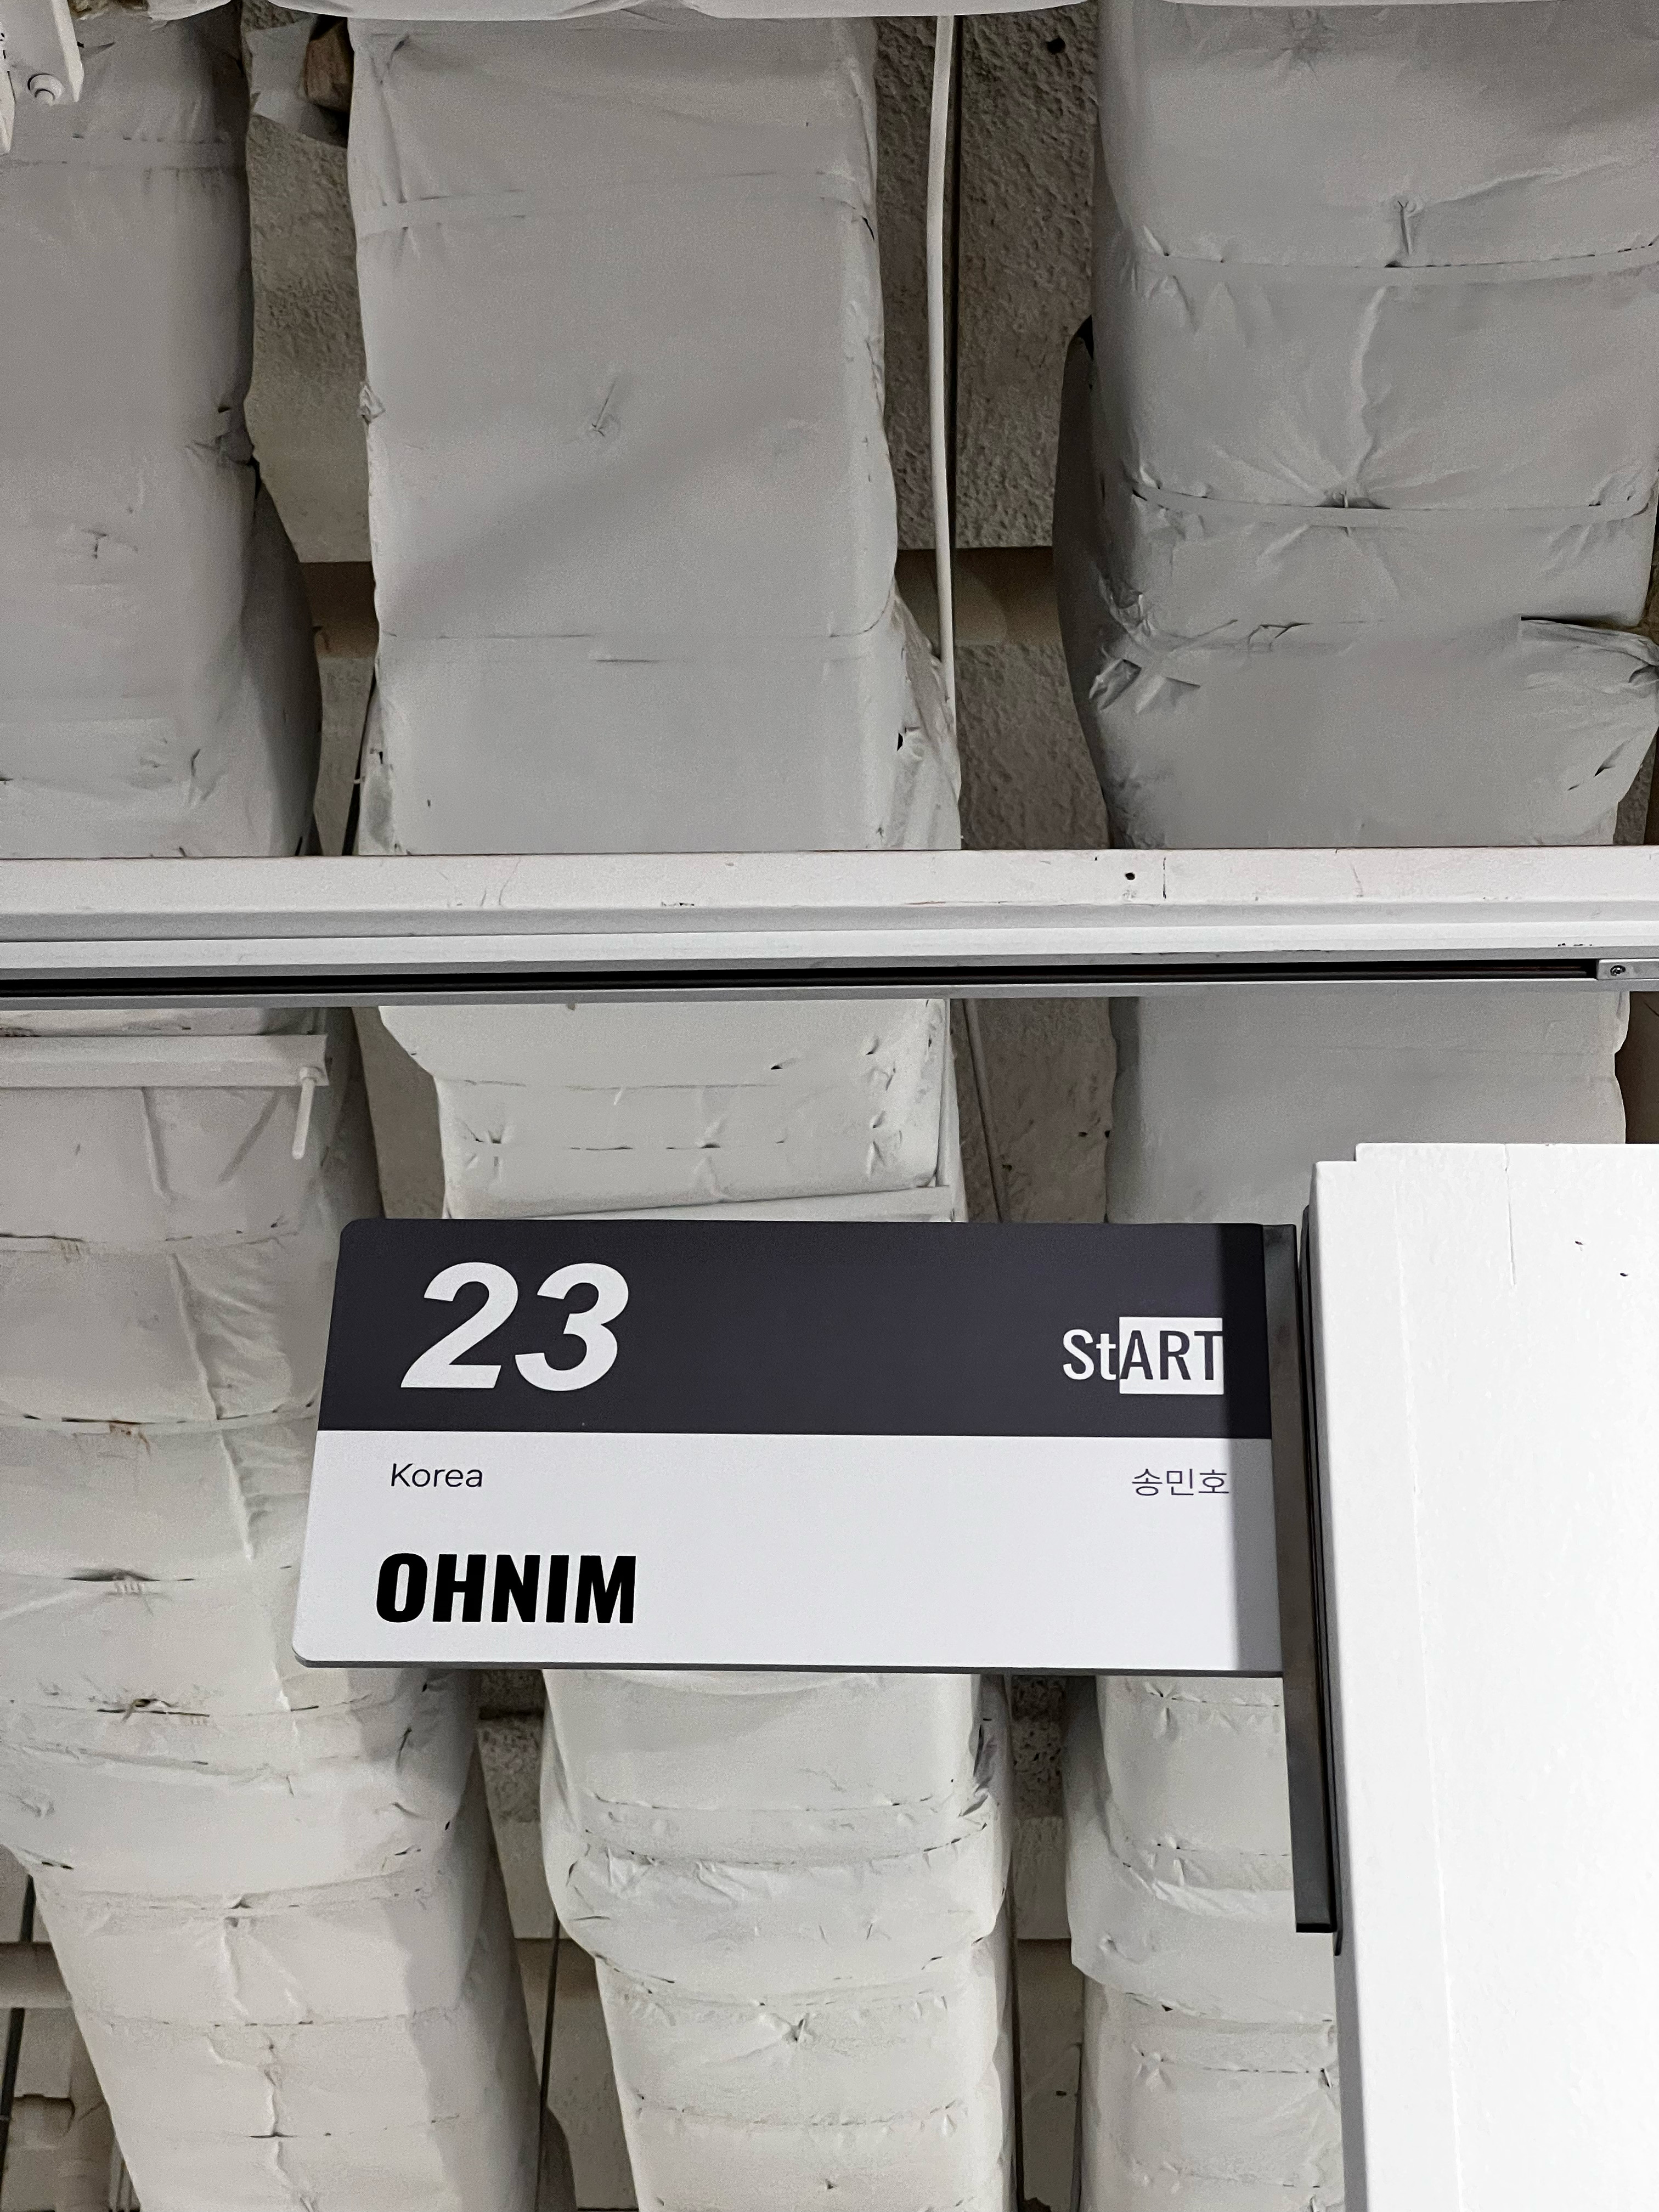 23
StART
Korea 송민호
OHNIM